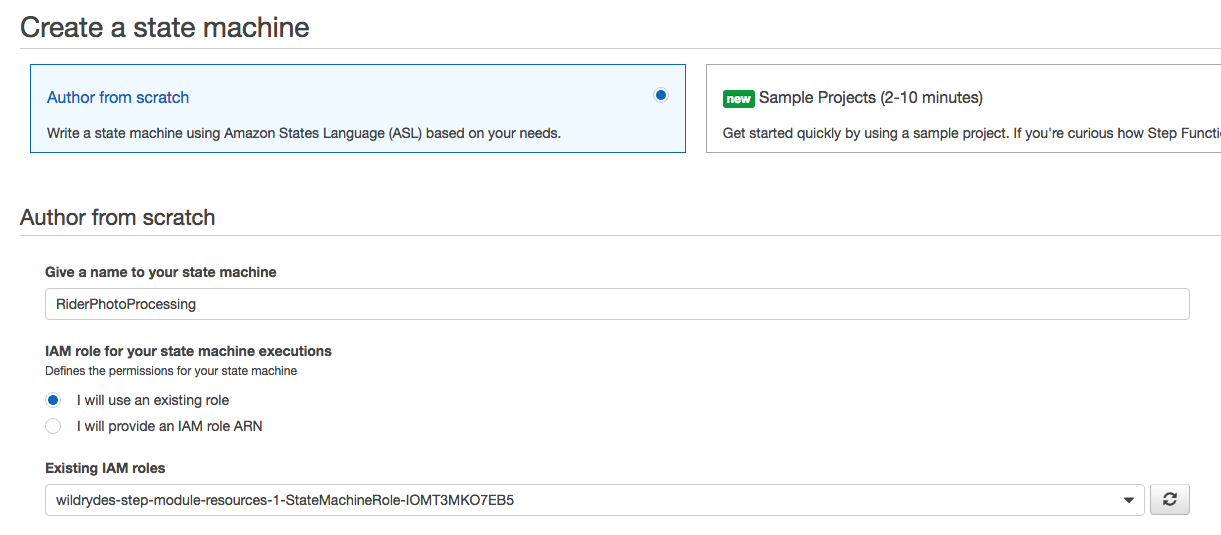 Create a state machine
Author from scratch
Write a state machine using Amazon States Language (ASL) based on your needs.
new Sample Projects (2-10 minutes)
Get started quickly by using a sample project. If you're curious how Step Functi
Author from scratch
Give a name to your state machine
RiderPhotoProcessing
IAM role for your state machine executions
Defines the permissions for your state machine
I will use an existing role
I will provide an IAM role ARN
Existing IAM roles
wildrydes-step-module-resources-1-StateMachineRole-IOMT3MKO7EB5